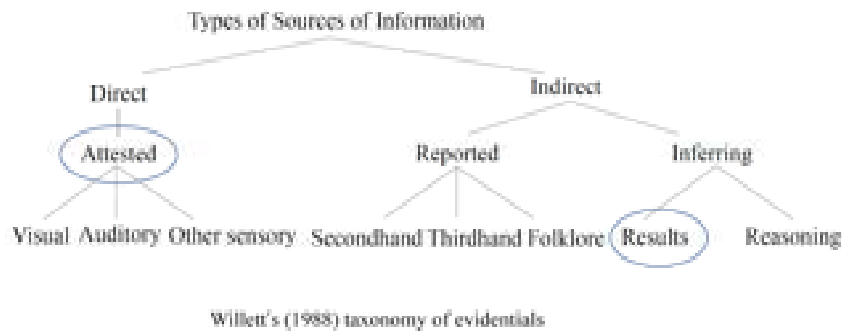 Types of Sources of Information
Direct Indirect
Attested Reported Inferring
Visual Auditory Other sensory Secondhand Thirdhand Folklore Results Reasoning
Willett's (1988) taxonomy of evidentials